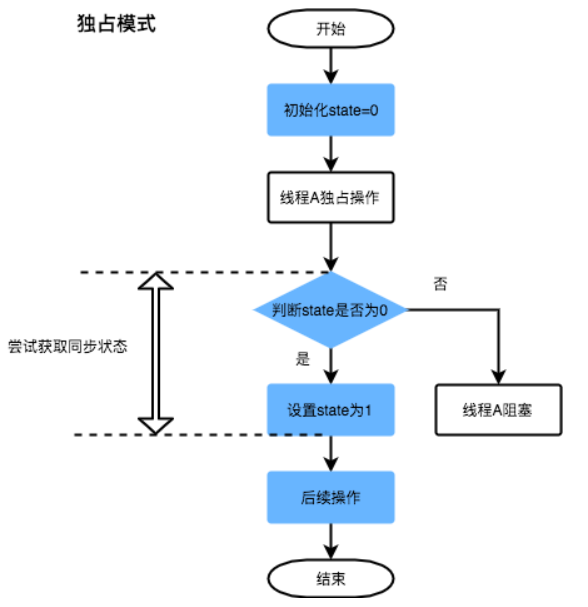 独占模式
开始
初始化state=0
线程A独占操作
判断state是否为0
否
尝试获取同步状态
是
设置state为1
线程A阻塞
后续操作
结束